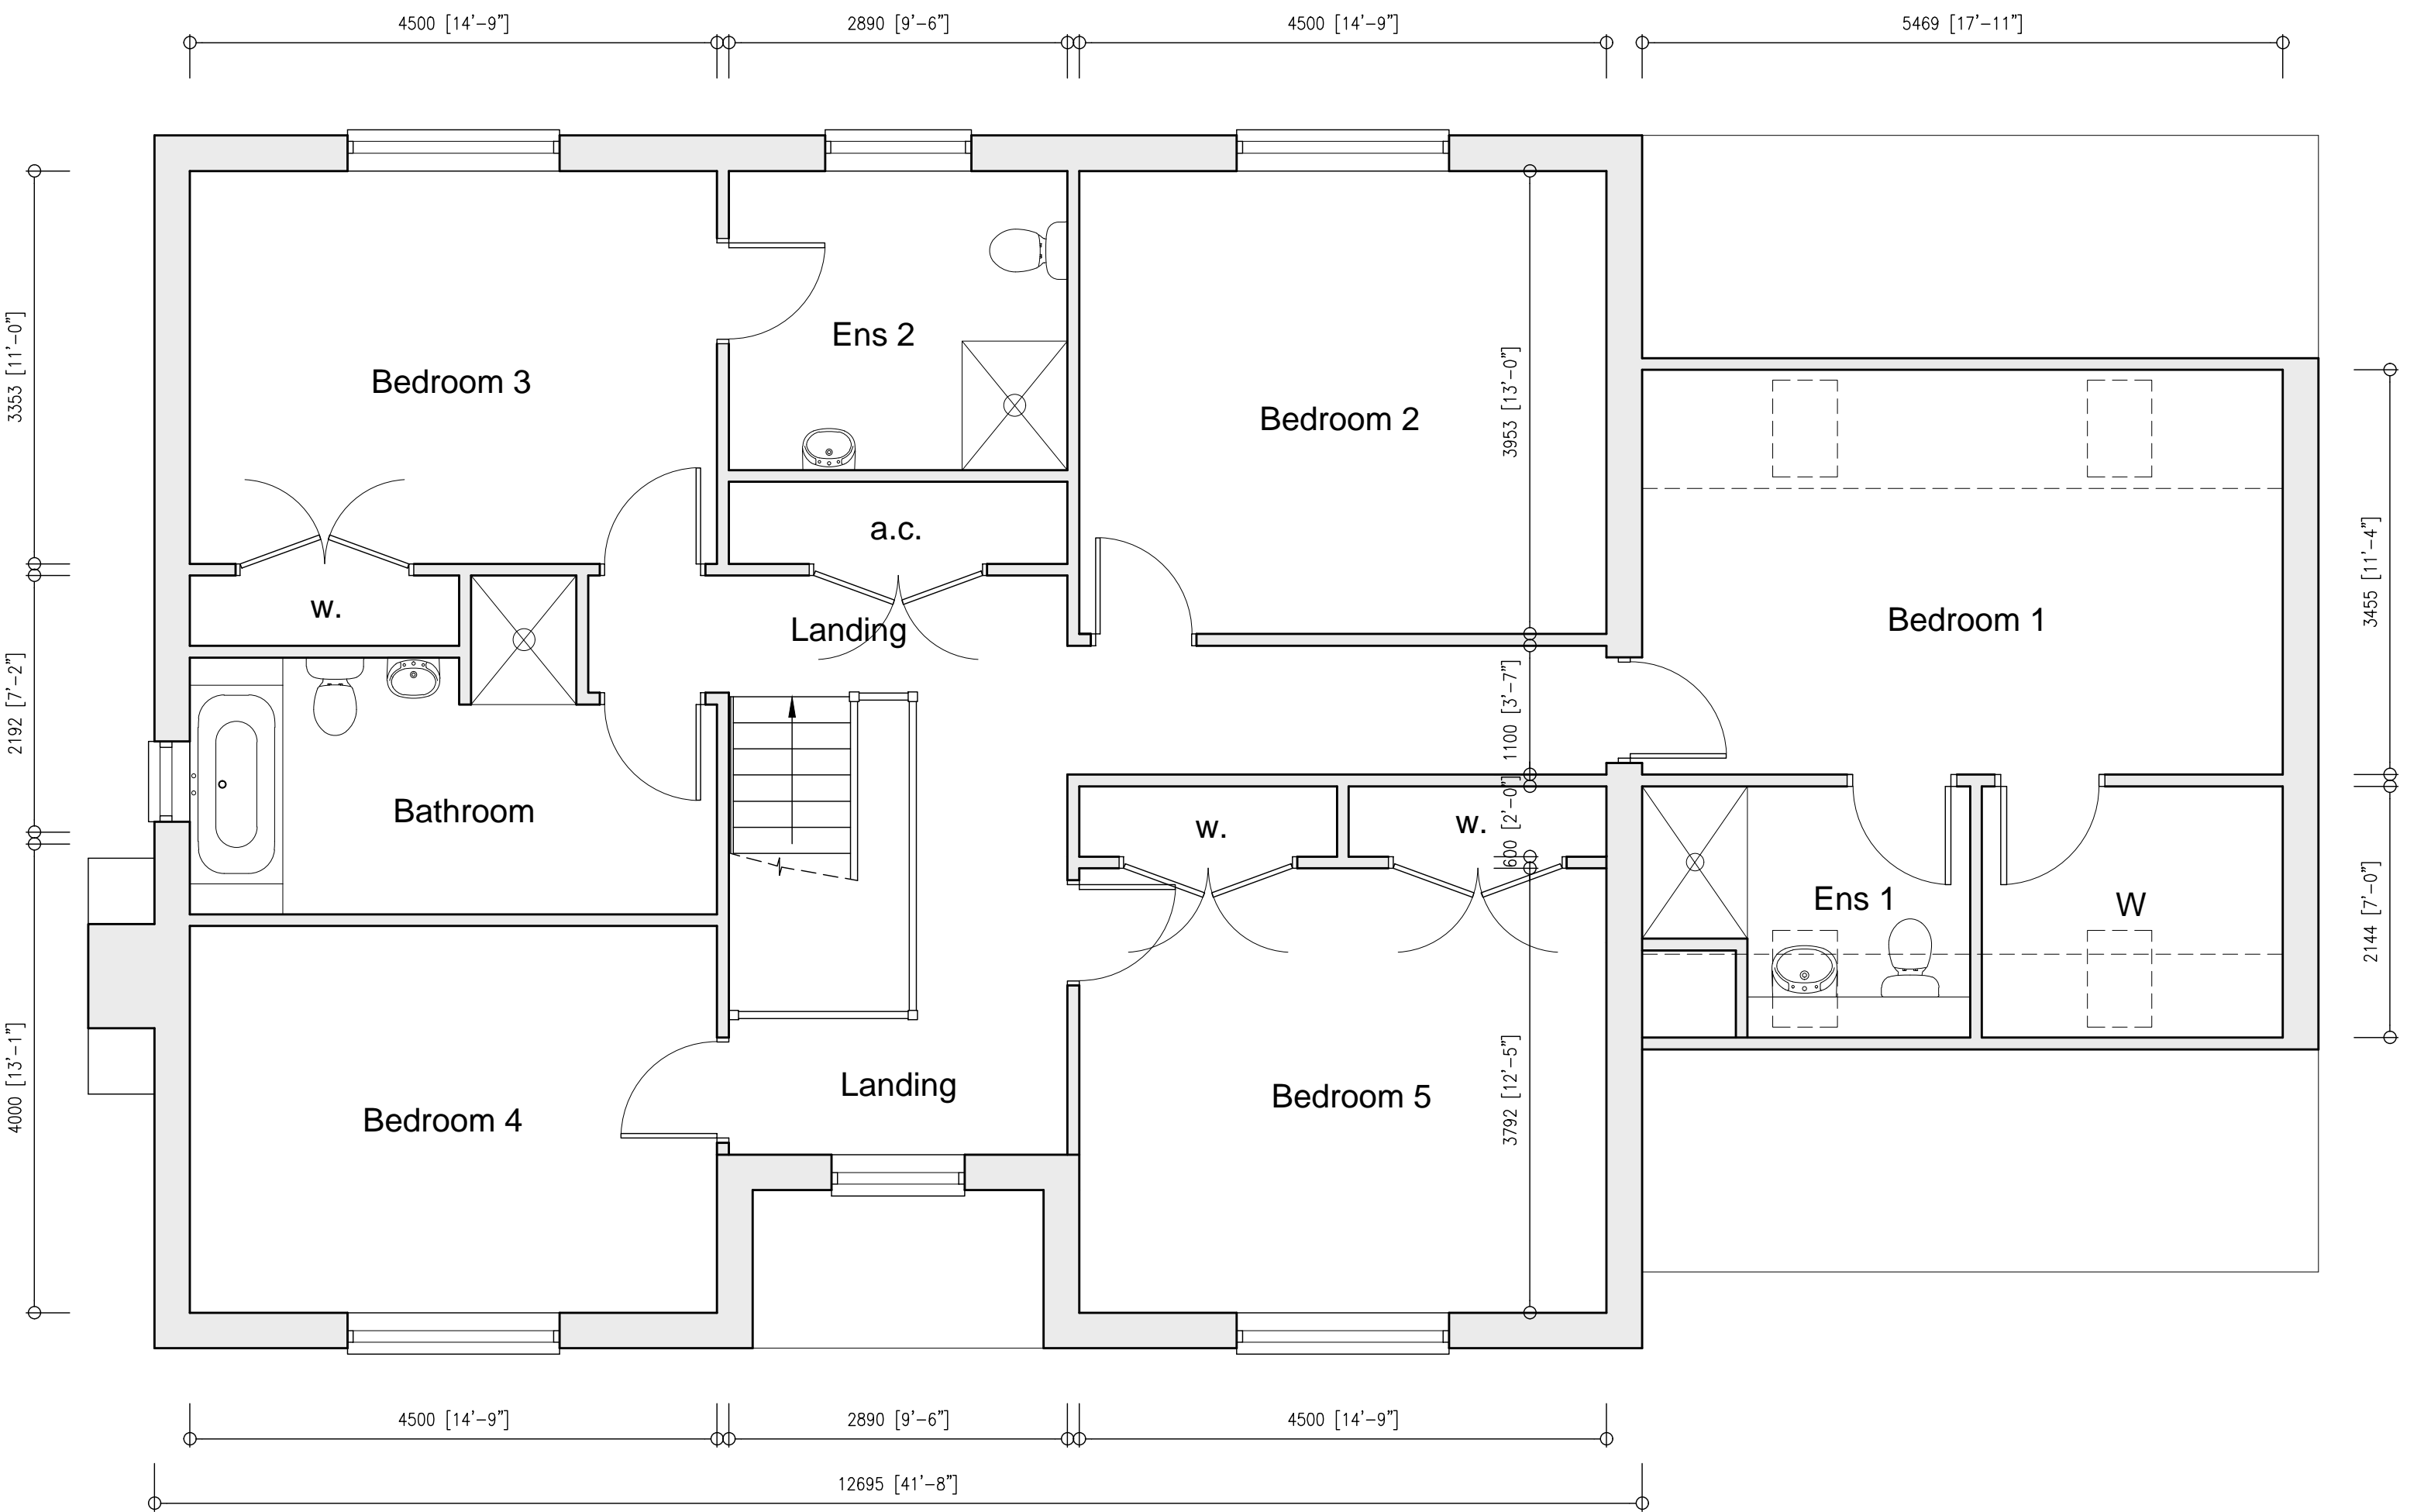 4500 [14'-9"]
2890 [9'-6"]
4500 [14'-9"]
5469 [17'-11"]
3353 [11'-0"]
2192 [7'-2"]
4000 [13'-1"]
Bedroom 3
Ens 2
Bedroom 2
3953 [13'-0"]
a.c.
w.
Landing
Bedroom 1
3455 [11'-4"]
1100 [3'-7"]
600 [2'-0"]
Bathroom
w.
w.
Ens 1
W
2144 [7'-0"]
Bedroom 4
Landing
Bedroom 5
3792 [12'-5"]
4500 [14'-9"]
2890 [9'-6"]
4500 [14'-9"]
12695 [41'-8"]